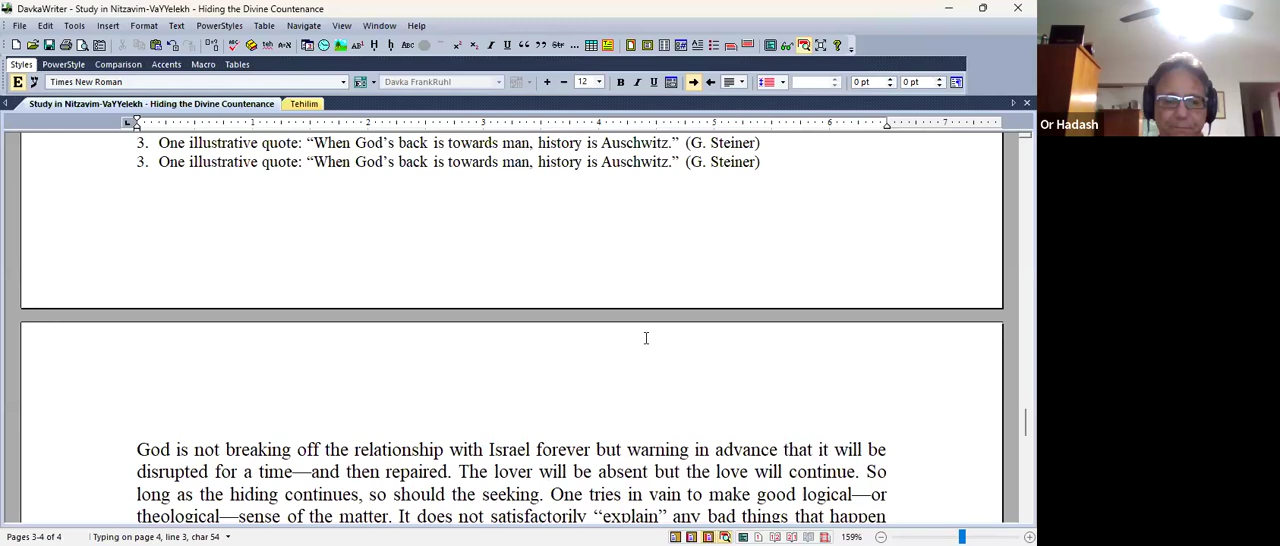 DavkaWriter - Study in Nitzavim-VaYYelekh - Hiding the Divine Countenance
File Edit Tools Insert Format Text PowerStyles Table Navigate View Window Help
Styles PowerStyle Comparison Accents Macro Tables
Times New Roman Davka FrankRuhl 12 B I U 0 pt 0 pt
Study in Nitzavim-VaYYelekh - Hiding the Divine Countenance Tehilim
1 2 3 4 5 6 7
3. One illustrative quote: “When God’s back is towards man, history is Auschwitz.” (G. Steiner)
3. One illustrative quote: “When God’s back is towards man, history is Auschwitz.” (G. Steiner)
God is not breaking off the relationship with Israel forever but warning in advance that it will be
disrupted for a time—and then repaired. The lover will be absent but the love will continue. So
long as the hiding continues, so should the seeking. One tries in vain to make good logical—or
theological—sense of the matter. It does not satisfactorily “explain” any bad things that happen
Pages 3-4 of 4 Typing on page 4, line 3, char 54 159%
Or Hadash